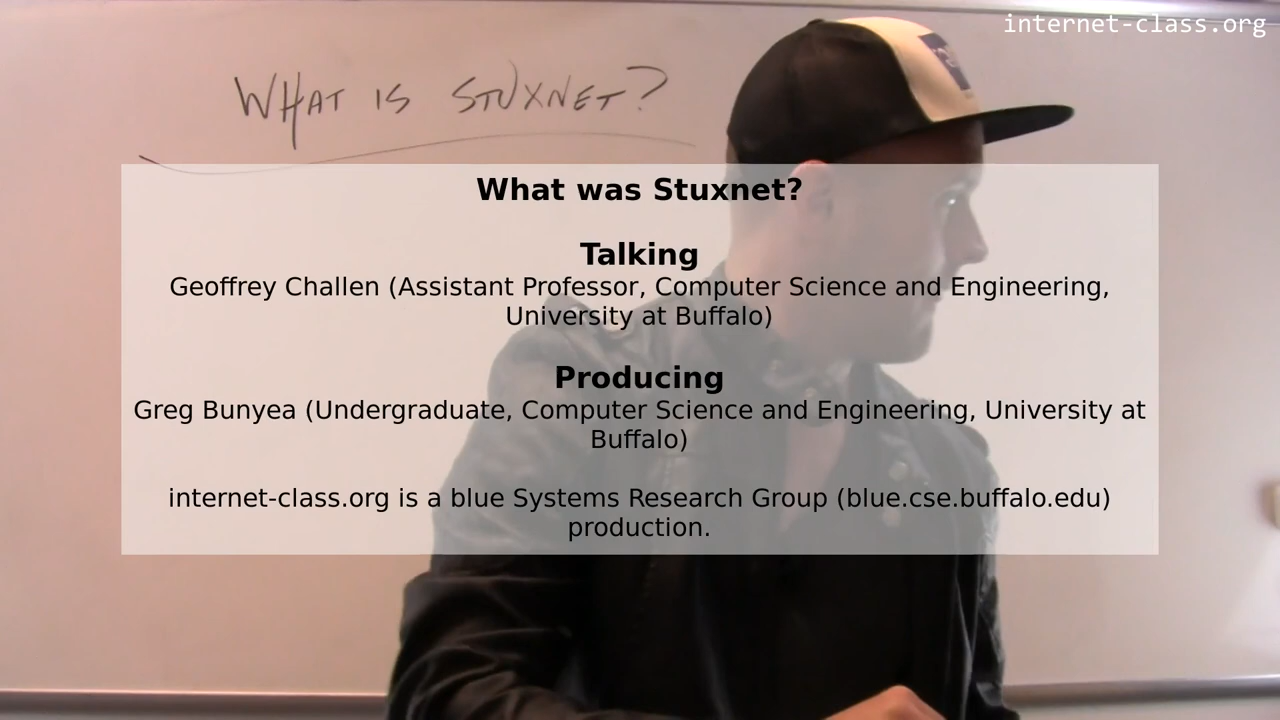 internet-class.org
WHAT IS STUXNET?
What was Stuxnet?
Talking
Geoffrey Challen (Assistant Professor, Computer Science and Engineering,
University at Buffalo)
Producing
Greg Bunyea (Undergraduate, Computer Science and Engineering, University at
Buffalo)
internet-class.org is a blue Systems Research Group (blue.cse.buffalo.edu)
production.